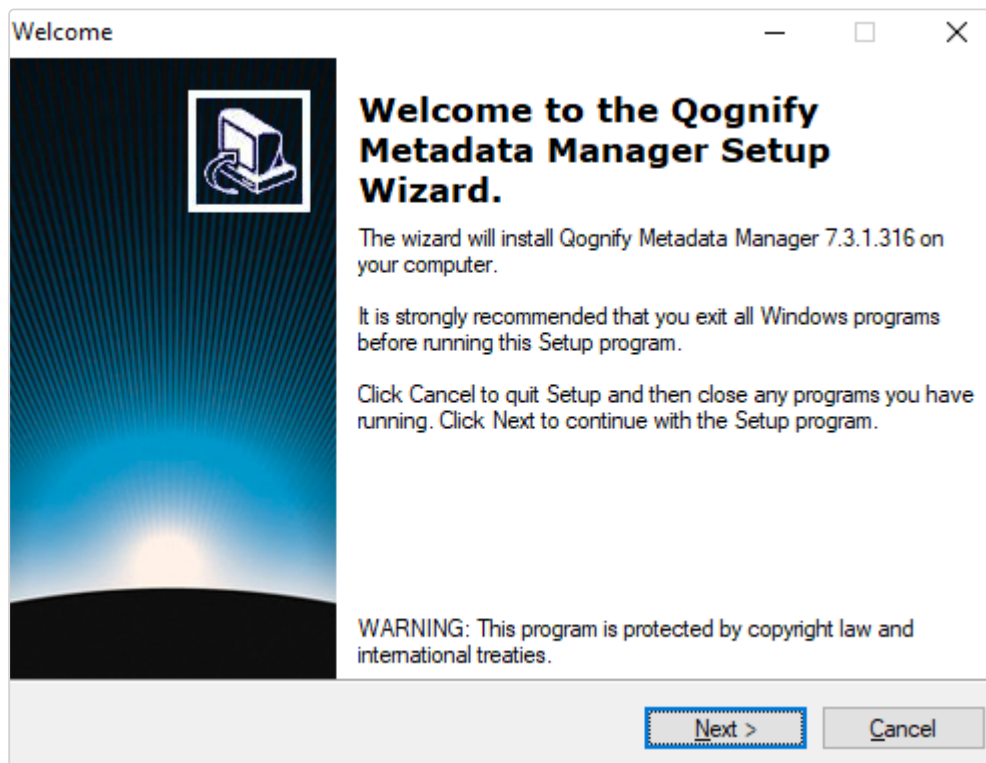 Welcome
Welcome to the Qognify
Metadata Manager Setup
Wizard.
The wizard will install Qognify Metadata Manager 7.3.1.316 on
your computer.
It is strongly recommended that you exit all Windows programs
before running this Setup program.
Click Cancel to quit Setup and then close any programs you have
running. Click Next to continue with the Setup program.
WARNING: This program is protected by copyright law and
international treaties.
Next >
Cancel